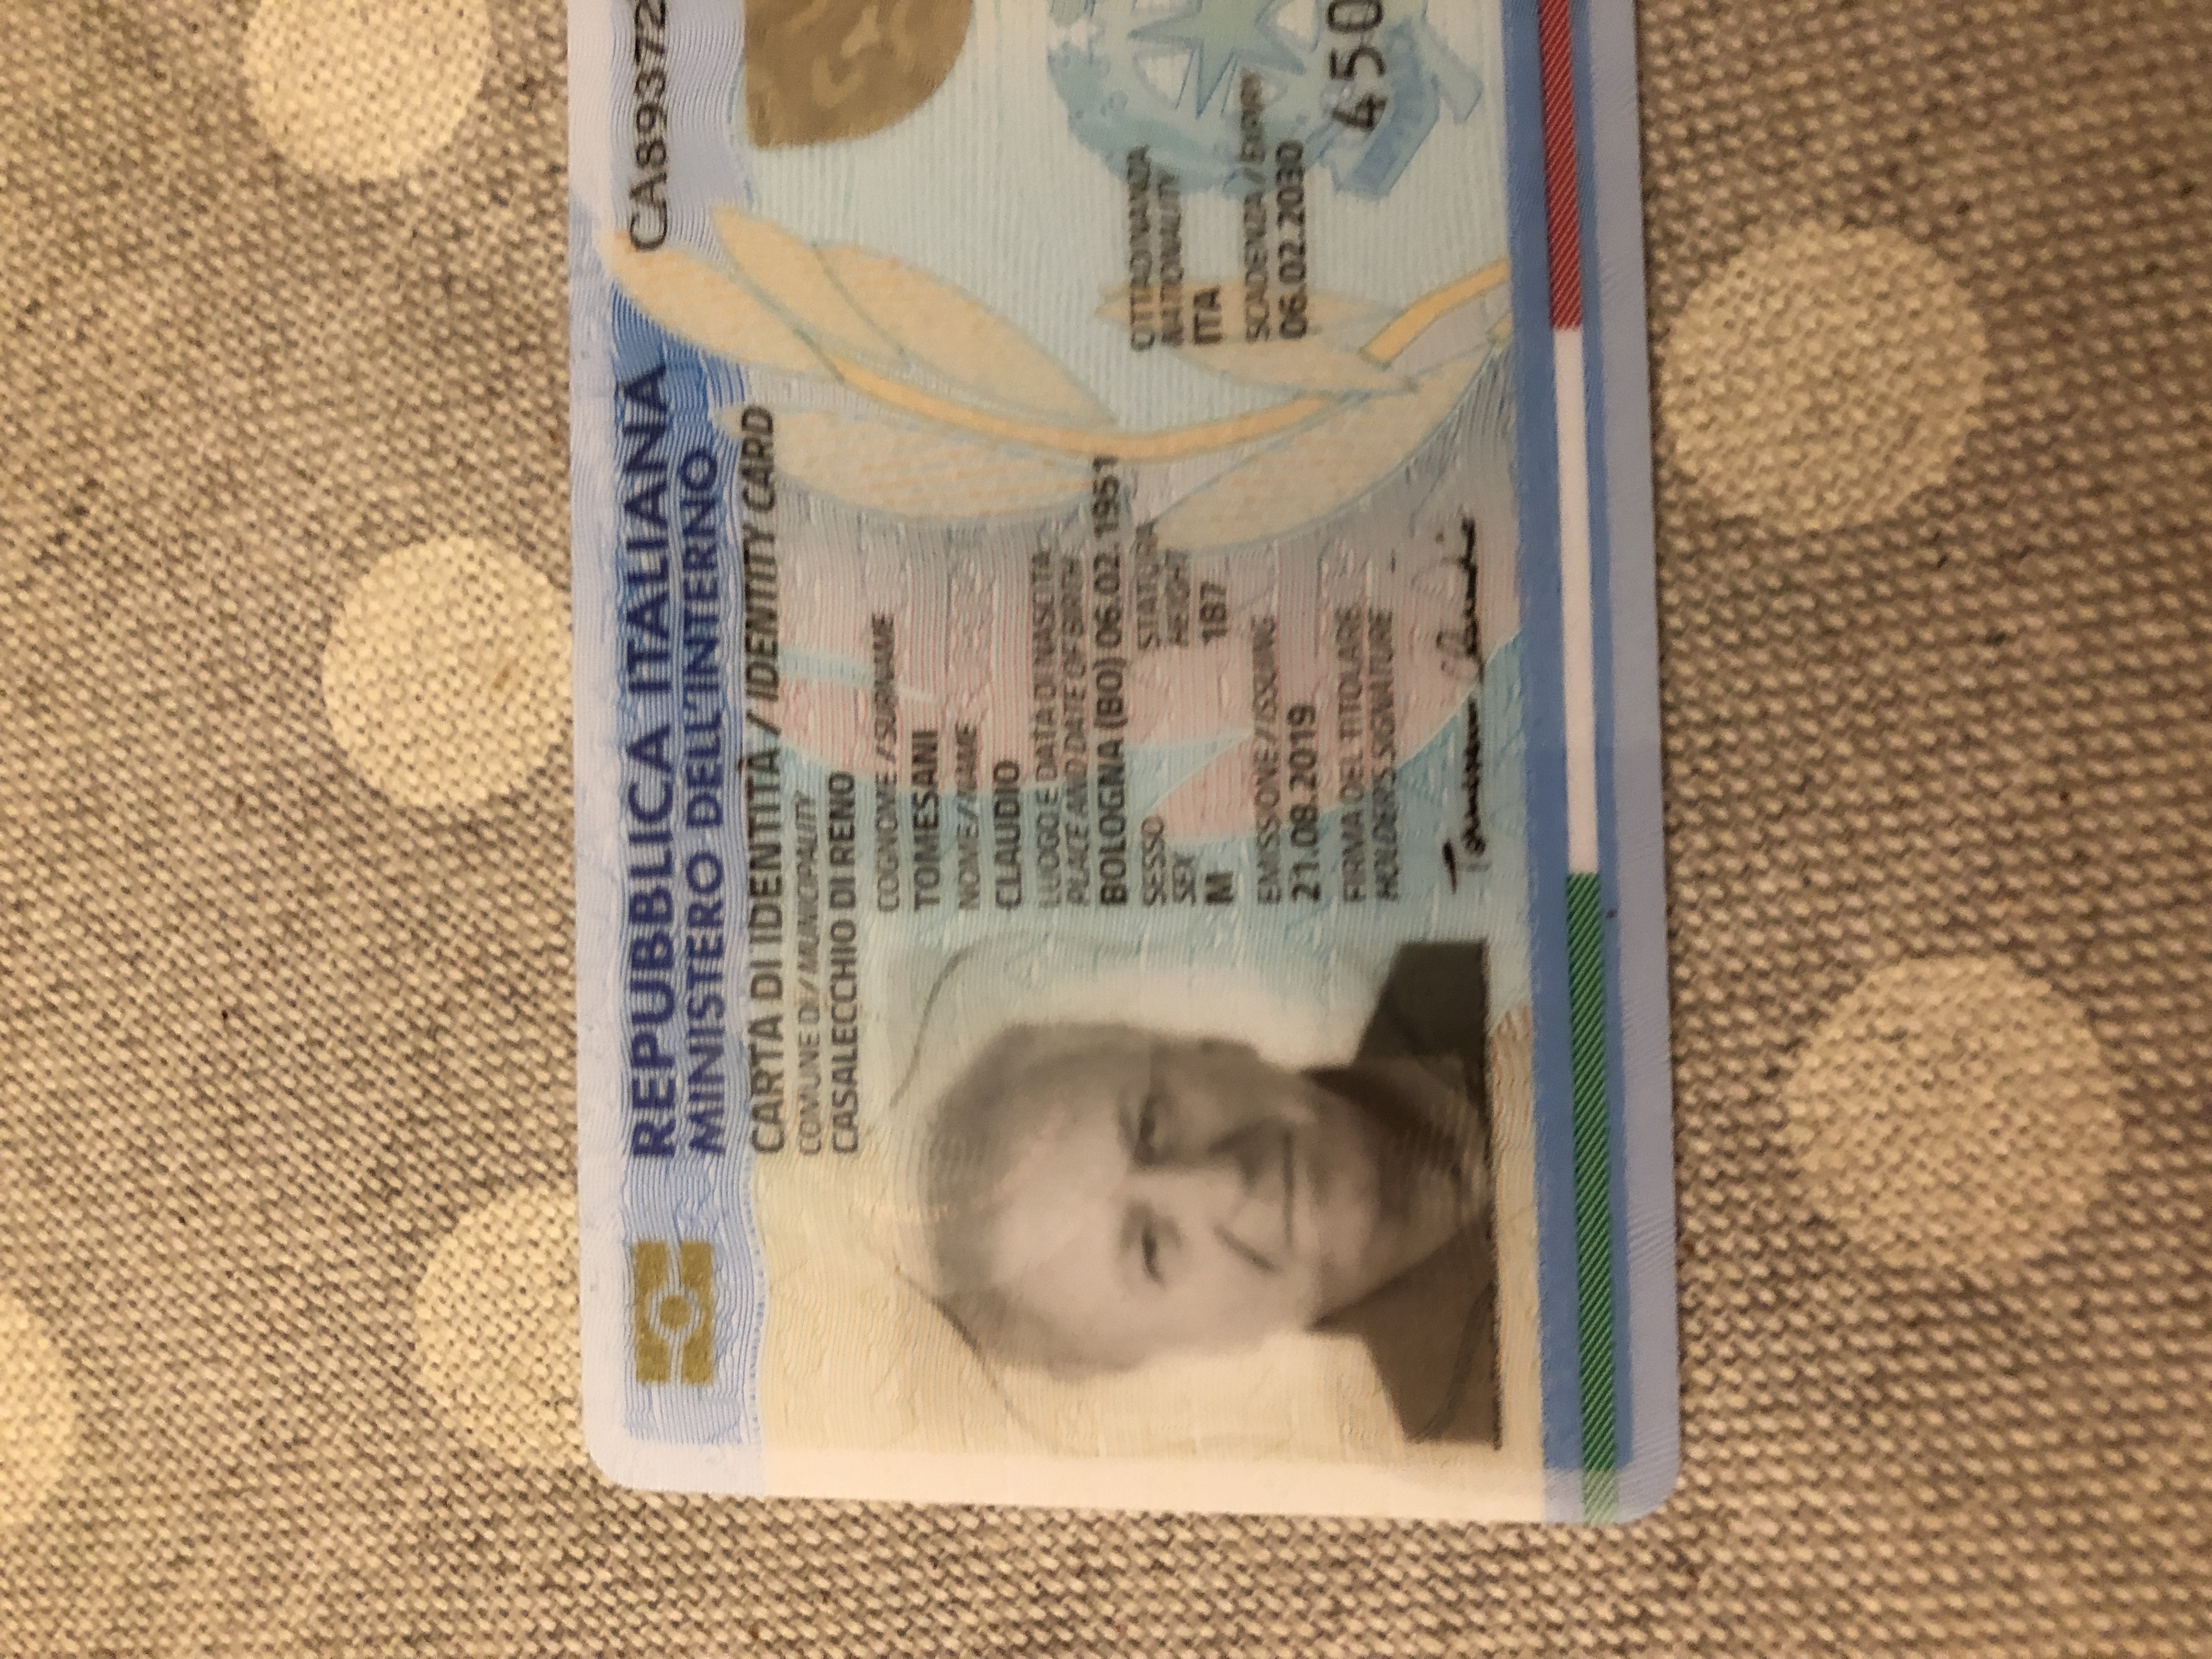 REPUBBLICA ITALIANA
MINISTERO DELL'INTERNO
CA89372
CARTA DI IDENTITÀ / IDENTITY CARD
COMUNE DI / MUNICIPALITY
CASALECCHIO DI RENO
COGNOME / SURNAME
TOMESANI
NOME / NAME
CLAUDIO
LUOGO E DATA DI NASCITA
PLACE AND DATE OF BIRTH
BOLOGNA (BO) 06.02.1951
SESSO STATURA CITTADINANZA
SEX HEIGHT NATIONALITY
M 187 ITA
EMISSIONE / ISSUING SCADENZA / EXPIRY
21.08.2019 06.02.2030
450
FIRMA DEL TITOLARE
HOLDER'S SIGNATURE
Tomesani Claudio